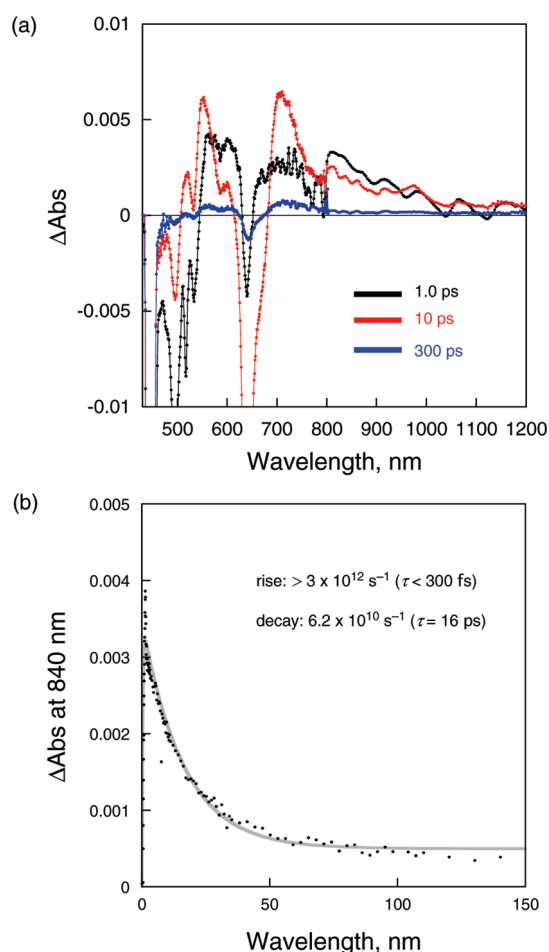 (a)
0.01
0.005
0
-0.005
-0.01
ΔAbs
1.0 ps
10 ps
300 ps
500 600 700 800 900 1000 1100 1200
Wavelength, nm
(b)
0.005
0.004
0.003
0.002
0.001
0
ΔAbs at 840 nm
rise: > 3 x 10¹² s⁻¹ (τ < 300 fs)
decay: 6.2 x 10¹⁰ s⁻¹ (τ = 16 ps)
0 50 100 150
Wavelength, nm